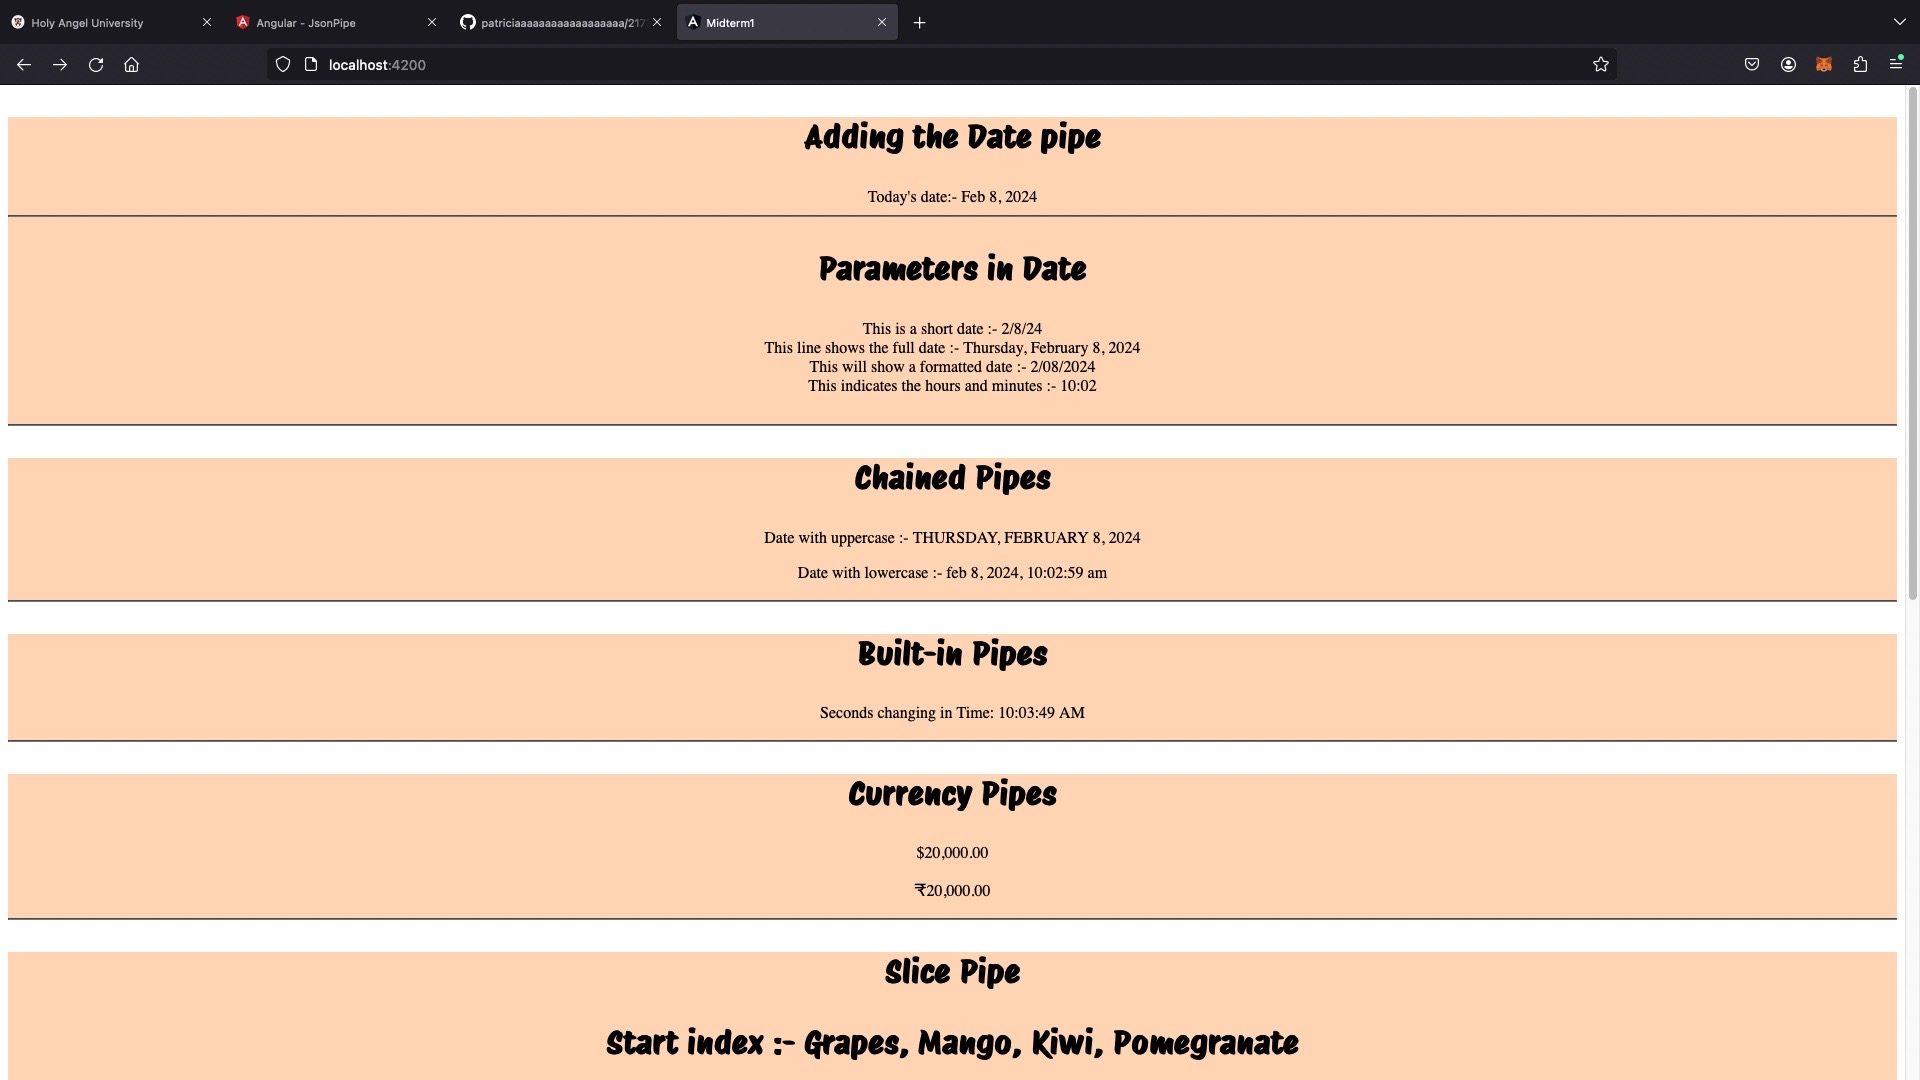 Holy Angel University
Angular - JsonPipe
patriciaaaaaaaaaaaaaaaaaa/217
Midterm1
localhost:4200
Adding the Date pipe
Today's date:- Feb 8, 2024
Parameters in Date
This is a short date :- 2/8/24
This line shows the full date :- Thursday, February 8, 2024
This will show a formatted date :- 2/08/2024
This indicates the hours and minutes :- 10:02
Chained Pipes
Date with uppercase :- THURSDAY, FEBRUARY 8, 2024
Date with lowercase :- feb 8, 2024, 10:02:59 am
Built-in Pipes
Seconds changing in Time: 10:03:49 AM
Currency Pipes
$20,000.00
₹20,000.00
Slice Pipe
Start index :- Grapes, Mango, Kiwi, Pomegranate